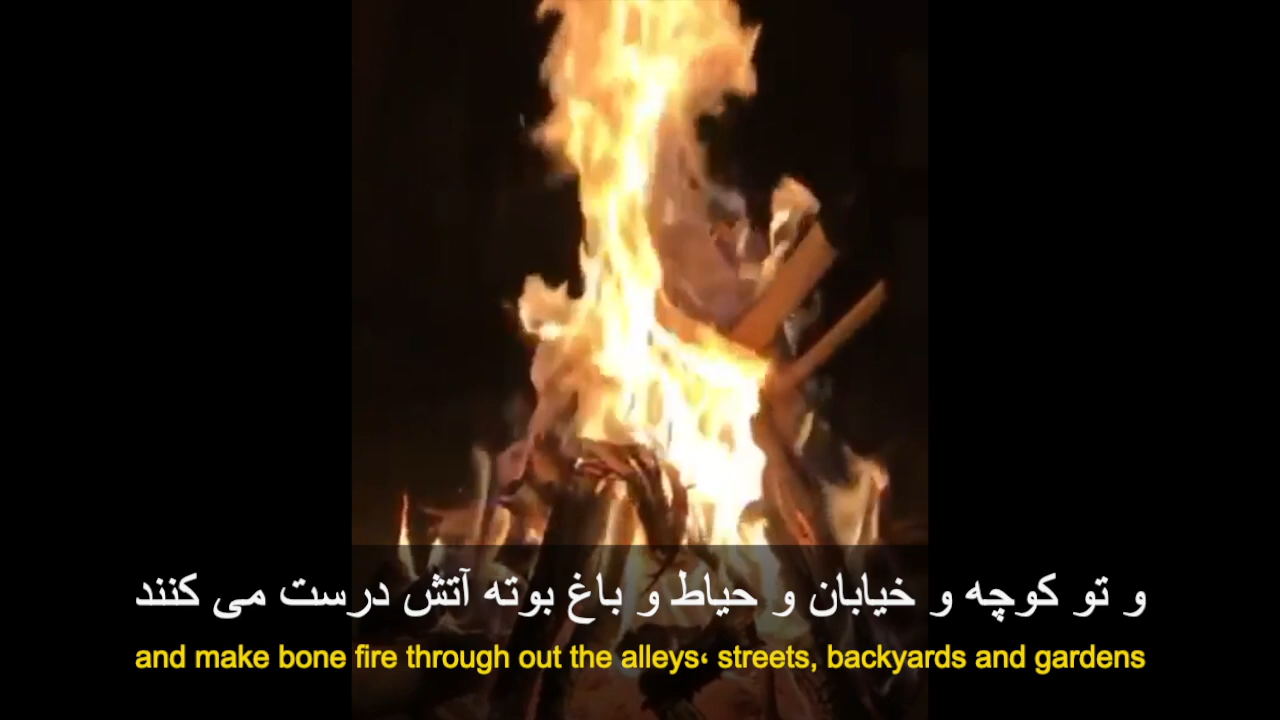 و تو کوچه و خیابان و حیاط و باغ بوته آتش درست می کنند
and make bone fire through out the alleys، streets, backyards and gardens